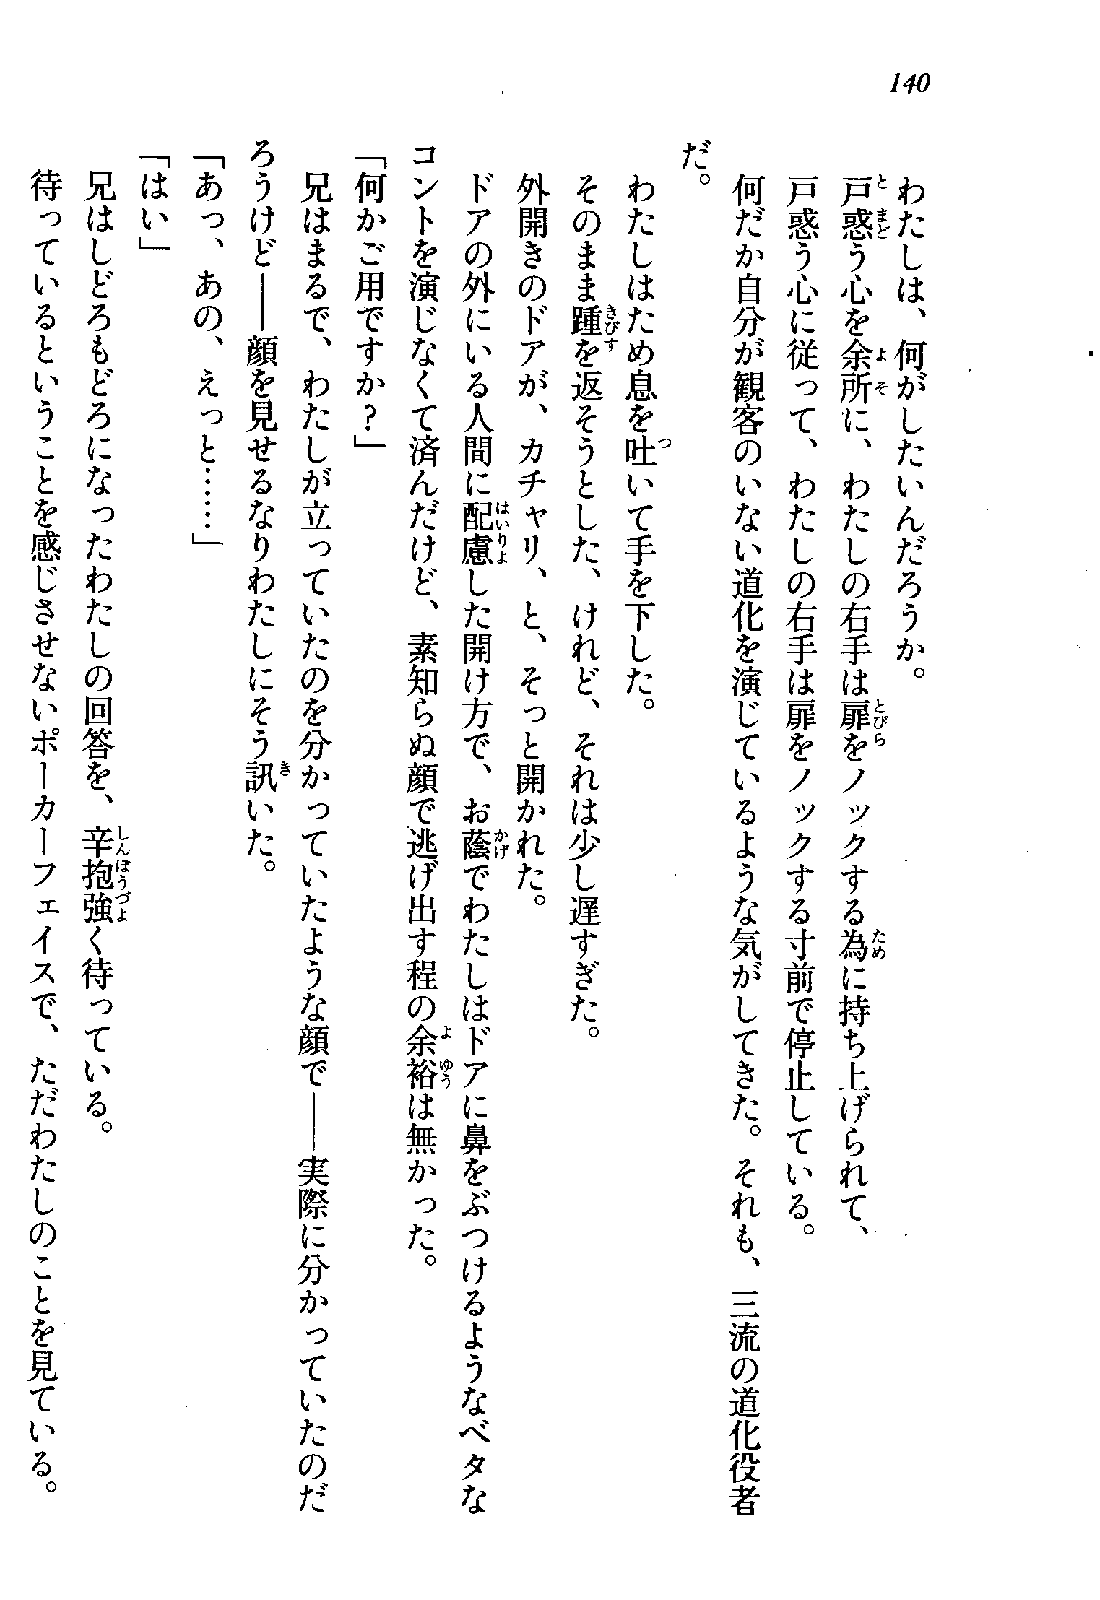 140
わたしは、何がしたいんだろうか。
戸惑う心を余所に、わたしの右手は扉をノックする為に持ち上げられて、
戸惑う心に従って、わたしの右手は扉をノックする寸前で停止している。
何だか自分が観客のいない道化を演じているような気がしてきた。それも、三流の道化役者
だ。
わたしはため息を吐いて手を下した。
そのまま踵を返そうとした、けれど、それは少し遅すぎた。
外開きのドアが、カチャリ、と、そっと開かれた。
ドアの外にいる人間に配慮した開け方で、お蔭でわたしはドアに鼻をぶつけるようなベタな
コントを演じなくて済んだけど、素知らぬ顔で逃げ出す程の余裕は無かった。
「何かご用ですか？」
兄はまるで、わたしが立っていたのを分かっていたような顔で――実際に分かっていたのだ
ろうけど――顔を見せるなりわたしにそう訊いた。
「あっ、あの、えっと……」
「はい」
兄はしどろもどろになったわたしの回答を、辛抱強く待っている。
待っているということを感じさせないポーカーフェイスで、ただわたしのことを見ている。